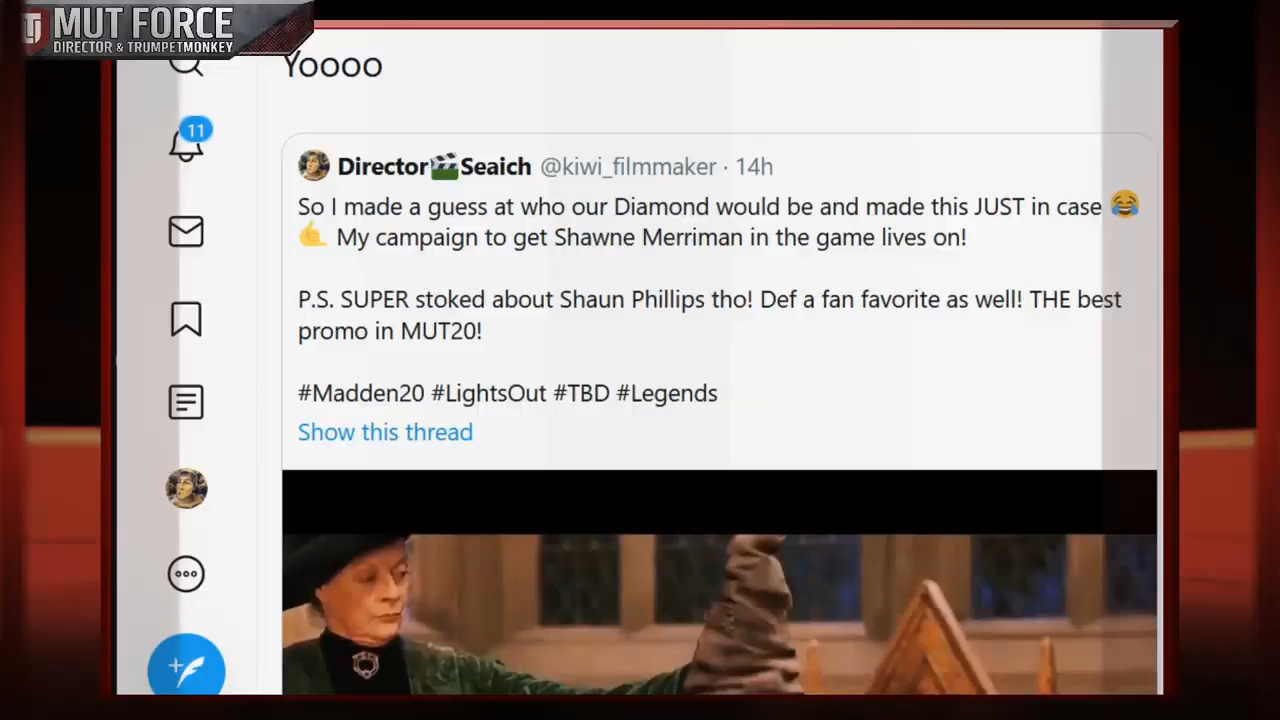 MUT FORCE
DIRECTOR & TRUMPETMONKEY
Yoooo
11
Director🎬Seaich @kiwi_filmmaker · 14h
So I made a guess at who our Diamond would be and made this JUST in case 😂
🤙 My campaign to get Shawne Merriman in the game lives on!
P.S. SUPER stoked about Shaun Phillips tho! Def a fan favorite as well! THE best
promo in MUT20!
#Madden20 #LightsOut #TBD #Legends
Show this thread